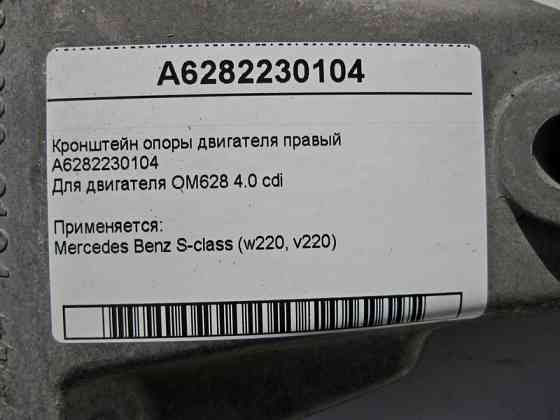 A6282230104
Кронштейн опоры двигателя правый
A6282230104
Для двигателя OM628 4.0 cdi
Применяется:
Mercedes Benz S-class (w220, v220)